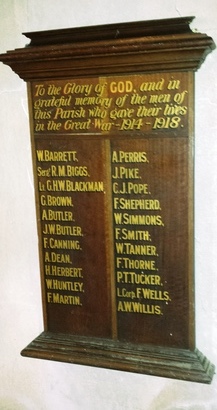 To the Glory of GOD, and in
grateful memory of the men of
this Parish who gave their lives
in the Great War - 1914 - 1918.
W. BARRETT.
Sergt R. M. BIGGS.
Lt G.H.W. BLACKMAN.
G. BROWN.
A. BUTLER.
J.W. BUTLER.
F. CANNING.
A. DEAN.
H. HERBERT.
W. HUNTLEY.
F. MARTIN.
A. PERRIS.
J. PIKE.
C.J. POPE.
F. SHEPHERD.
W. SIMMONS.
F. SMITH.
W. TANNER.
F. THORNE.
P.T. TUCKER.
L. Corp. F. WELLS.
A.W. WILLIS.